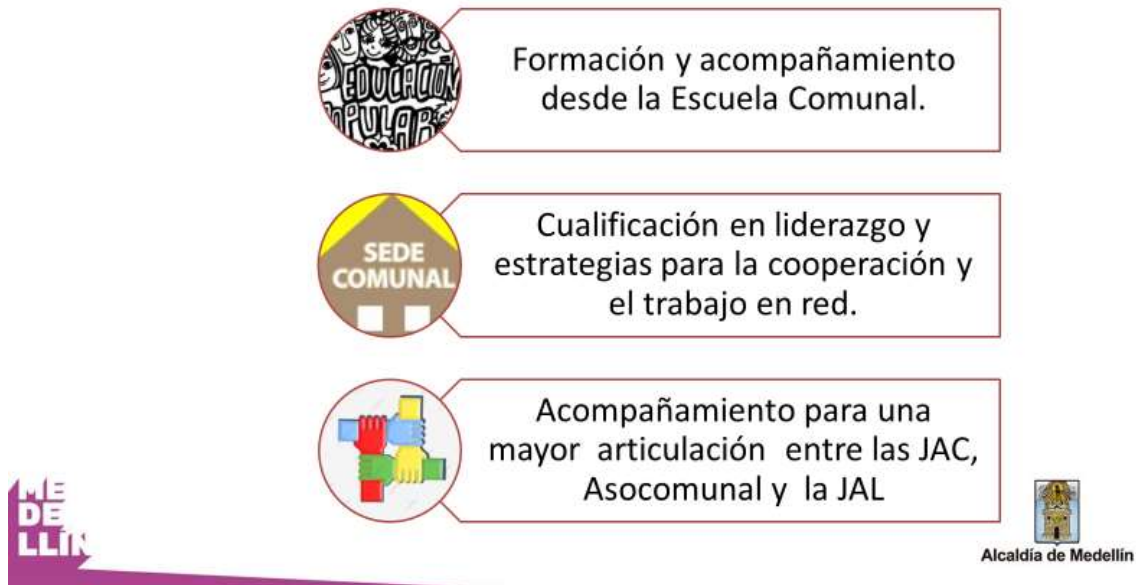 EDUCACIÓN
Formación y acompañamiento
desde la Escuela Comunal.
SEDE
COMUNAL
Cualificación en liderazgo y
estrategias para la cooperación y
el trabajo en red.
Acompañamiento para una
mayor articulación entre las JAC,
Asocomunal y la JAL
ME
DE
LLÍN
Alcaldía de Medellín